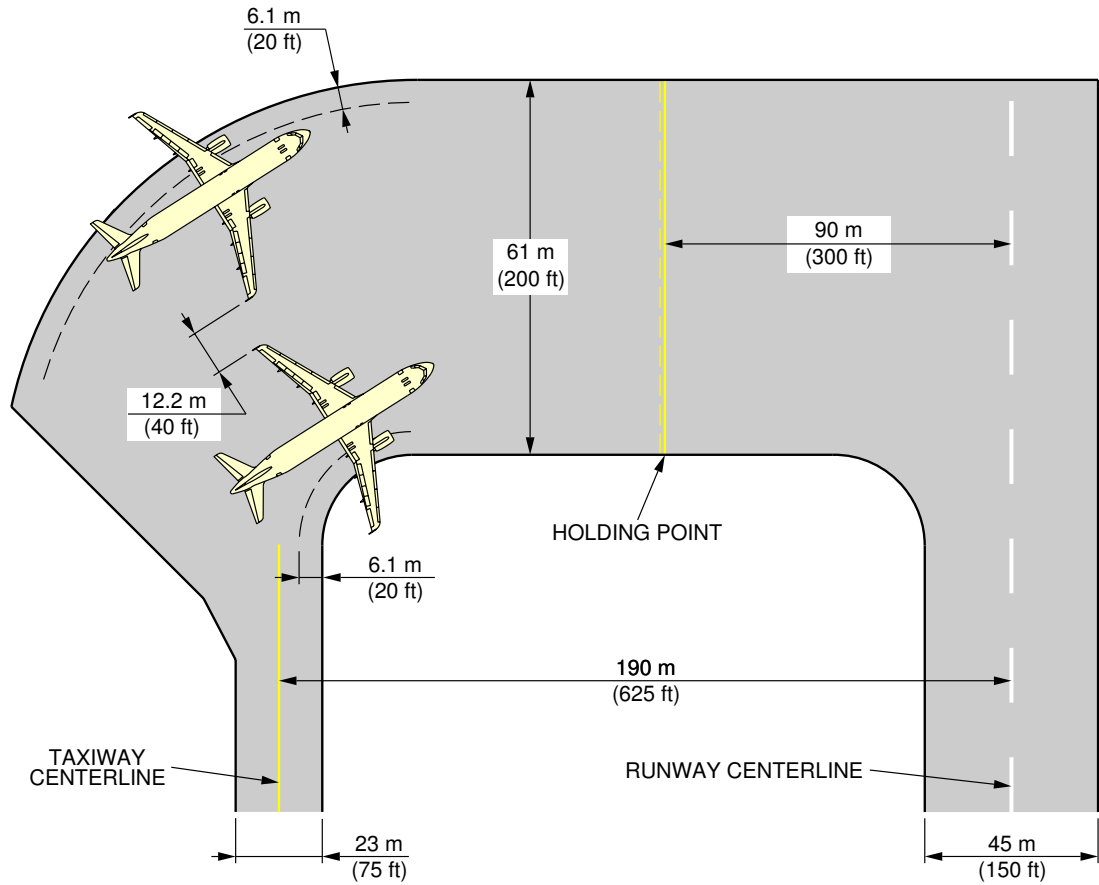 6.1 m
(20 ft)
90 m
(300 ft)
61 m
(200 ft)
12.2 m
(40 ft)
HOLDING POINT
6.1 m
(20 ft)
190 m
(625 ft)
TAXIWAY
CENTERLINE
RUNWAY CENTERLINE
23 m
(75 ft)
45 m
(150 ft)